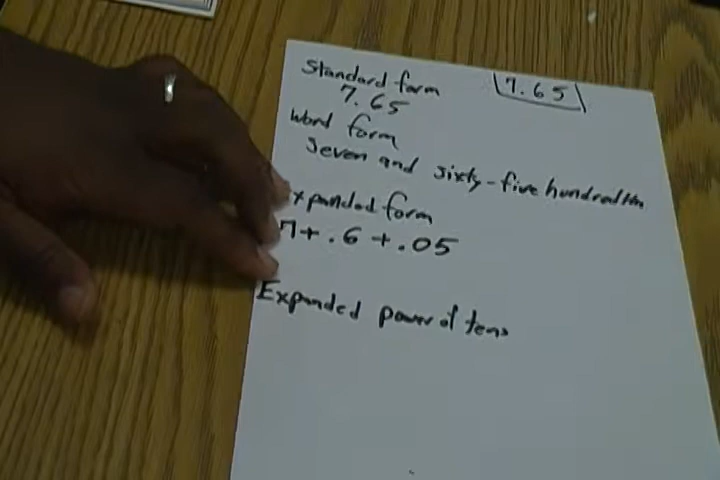 Standard form
7.65
7.65
Word form
seven and sixty-five hundredths
xpanded form
7+ .6 + .05
Expanded power of tens